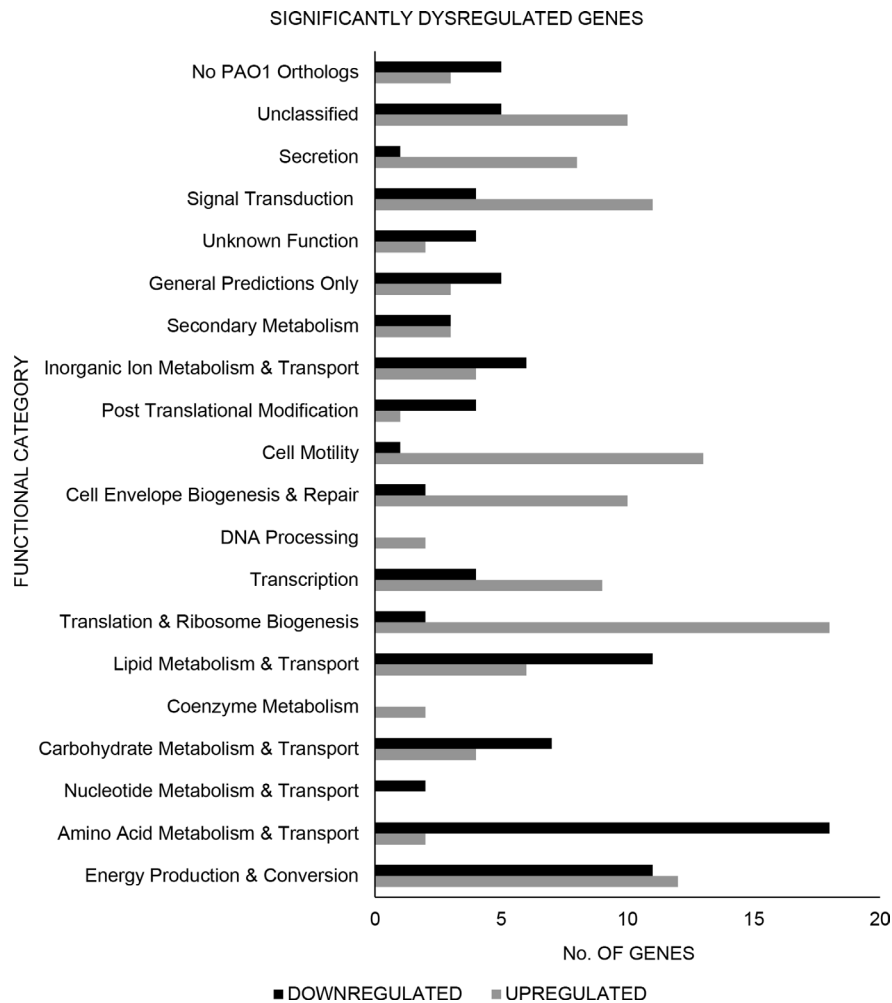 SIGNIFICANTLY DYSREGULATED GENES
No PAO1 Orthologs
Unclassified
Secretion
Signal Transduction
Unknown Function
General Predictions Only
Secondary Metabolism
Inorganic Ion Metabolism & Transport
Post Translational Modification
Cell Motility
Cell Envelope Biogenesis & Repair
DNA Processing
Transcription
Translation & Ribosome Biogenesis
Lipid Metabolism & Transport
Coenzyme Metabolism
Carbohydrate Metabolism & Transport
Nucleotide Metabolism & Transport
Amino Acid Metabolism & Transport
Energy Production & Conversion
FUNCTIONAL CATEGORY
0 5 10 15 20
No. OF GENES
DOWNREGULATED UPREGULATED